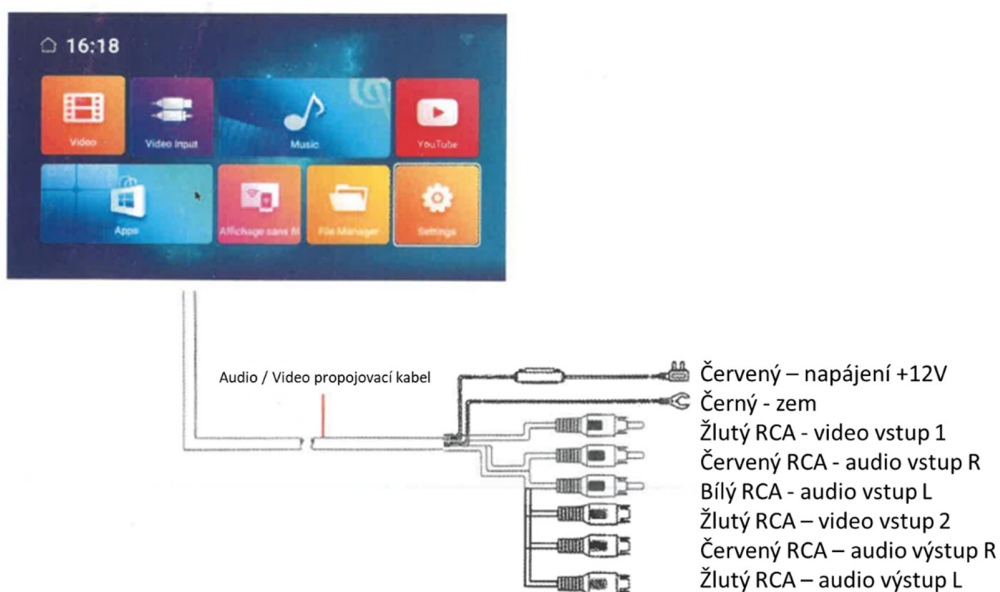 16:18
Video
Video Input
Music
YouTube
Apps
Affichage sans fil
File Manager
Settings
Audio / Video propojovací kabel
Červený – napájení +12V
Černý - zem
Žlutý RCA - video vstup 1
Červený RCA - audio vstup R
Bílý RCA - audio vstup L
Žlutý RCA – video vstup 2
Červený RCA – audio výstup R
Žlutý RCA – audio výstup L